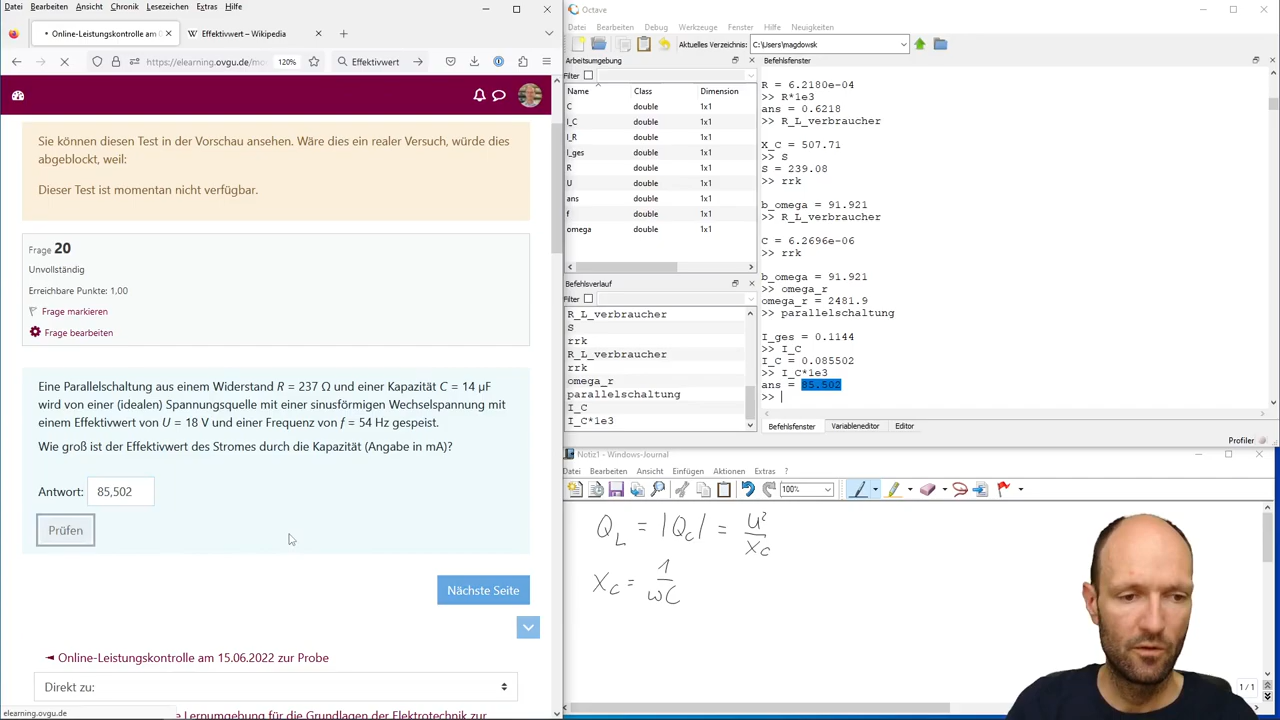 Datei Bearbeiten Ansicht Chronik Lesezeichen Extras Hilfe
Online-Leistungskontrolle am
Effektivwert – Wikipedia
https://elearning.ovgu.de/mo
120%
Effektivwert
Sie können diesen Test in der Vorschau ansehen. Wäre dies ein realer Versuch, würde dies
abgeblockt, weil:
Dieser Test ist momentan nicht verfügbar.
Frage 20
Unvollständig
Erreichbare Punkte: 1.00
Frage markieren
Frage bearbeiten
Eine Parallelschaltung aus einem Widerstand R = 237 Ω und einer Kapazität C = 14 µF
wird von einer (idealen) Spannungsquelle mit einer sinusförmigen Wechselspannung mit
einem Effektivwert von U = 18 V und einer Frequenz von f = 54 Hz gespeist.
Wie groß ist der Effektivwert des Stromes durch die Kapazität (Angabe in mA)?
Antwort: 85,502
Prüfen
Nächste Seite
◄ Online-Leistungskontrolle am 15.06.2022 zur Probe
Direkt zu:
elearning.ovgu.de
e Lernumgebung für die Grundlagen der Elektrotechnik zur
Octave
Datei Bearbeiten Debug Werkzeuge Fenster Hilfe Neuigkeiten
Aktuelles Verzeichnis: C:\Users\magdowsk
Arbeitsumgebung
Filter
Name Class Dimension
C double 1x1
I_C double 1x1
I_R double 1x1
I_ges double 1x1
R double 1x1
U double 1x1
ans double 1x1
f double 1x1
omega double 1x1
Befehlsverlauf
Filter
R_L_verbraucher
S
rrk
R_L_verbraucher
rrk
omega_r
parallelschaltung
I_C
I_C*1e3
Befehlsfenster
R = 6.2180e-04
>> R*1e3
ans = 0.6218
>> R_L_verbraucher
X_C = 507.71
>> S
S = 239.08
>> rrk
b_omega = 91.921
>> R_L_verbraucher
C = 6.2696e-06
>> rrk
b_omega = 91.921
>> omega_r
omega_r = 2481.9
>> parallelschaltung
I_ges = 0.1144
>> I_C
I_C = 0.085502
>> I_C*1e3
ans = 85.502
>>
Befehlsfenster Variableneditor Editor
Profiler
Notiz1 - Windows-Journal
Datei Bearbeiten Ansicht Einfügen Aktionen Extras ?
100%
Q_L = |Q_C| = U²/X_C
X_C = 1/ωC
1 / 1